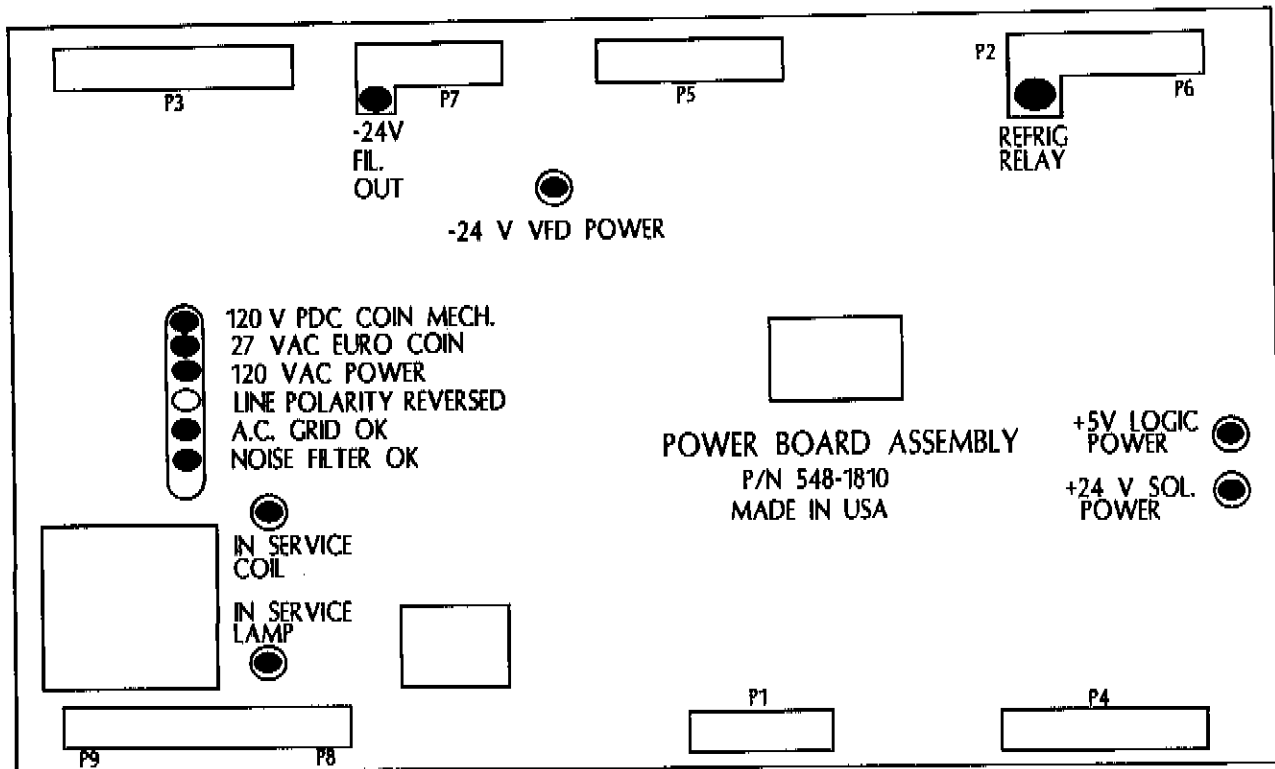 P3
P7
P5
P2
P6
-24V
FIL.
OUT
REFRIG
RELAY
-24 V VFD POWER
120 V PDC COIN MECH.
27 VAC EURO COIN
120 VAC POWER
LINE POLARITY REVERSED
A.C. GRID OK
NOISE FILTER OK
POWER BOARD ASSEMBLY
P/N 548-1810
MADE IN USA
+5V LOGIC
POWER
+24 V SOL.
POWER
IN SERVICE
COIL
IN SERVICE
LAMP
P1
P4
P9
P8